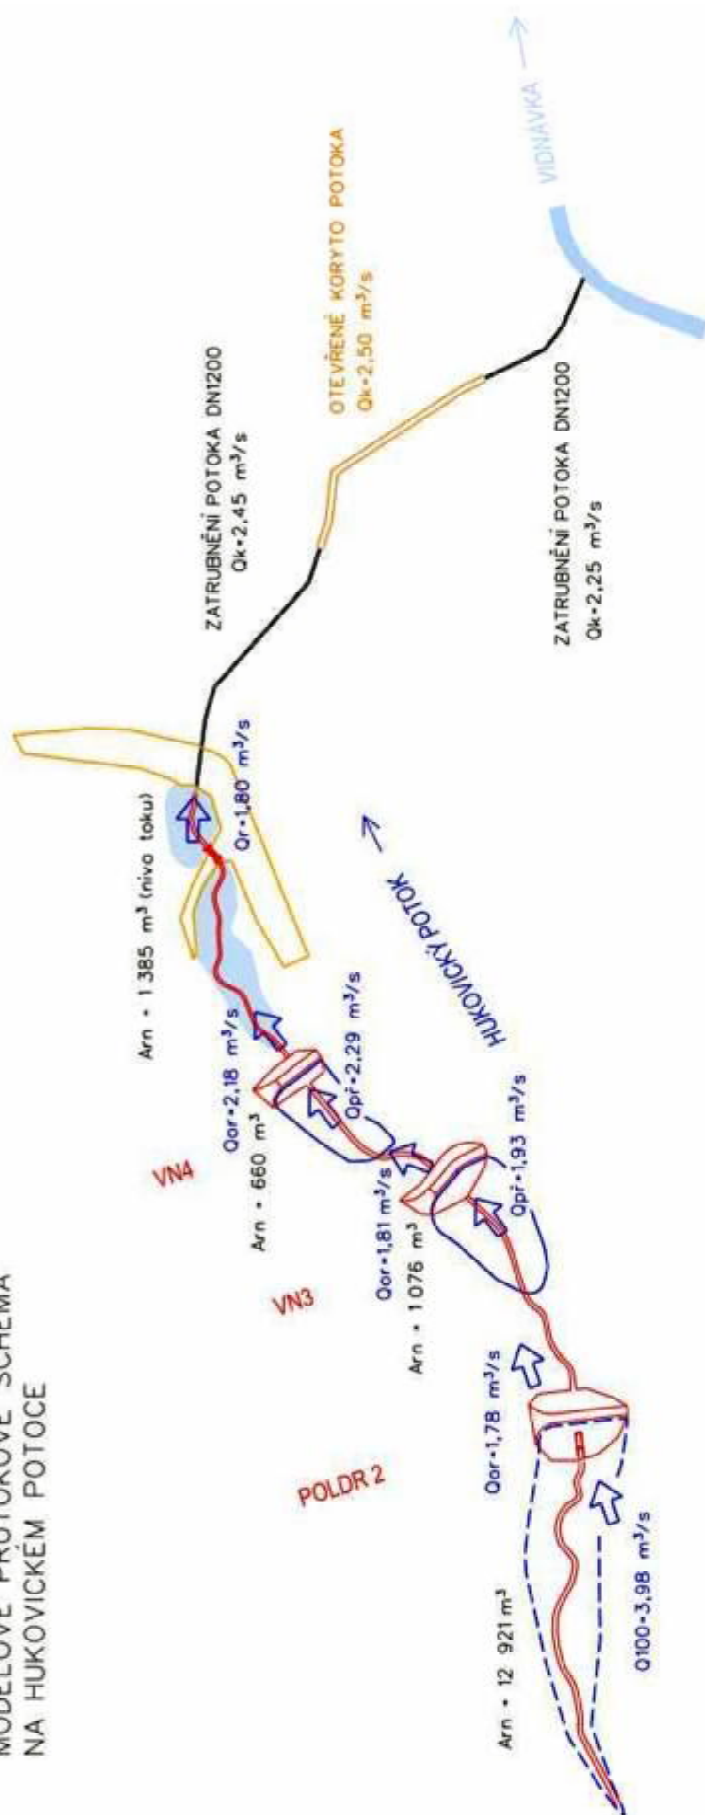 MODELOVÉ PRŮTOKOVÉ SCHÉMA
NA HUKOVICKÉM POTOCE
POLDR 2
VN3
VN4
Arn = 12 921 m³
Q100=3,98 m³/s
Qor=1,78 m³/s
Arn = 1 076 m³
Qor=1,81 m³/s
Qpř=1,93 m³/s
Arn = 660 m³
Qor=2,18 m³/s
Qpř=2,29 m³/s
HUKOVICKÝ POTOK
Arn = 1 385 m³ (nivo toku)
Qr=1,80 m³/s
ZATRUBNĚNÍ POTOKA DN1200
Qk=2,45 m³/s
OTEVŘENÉ KORYTO POTOKA
Qk=2,50 m³/s
ZATRUBNĚNÍ POTOKA DN1200
Qk=2,25 m³/s
VIDNÁVKA